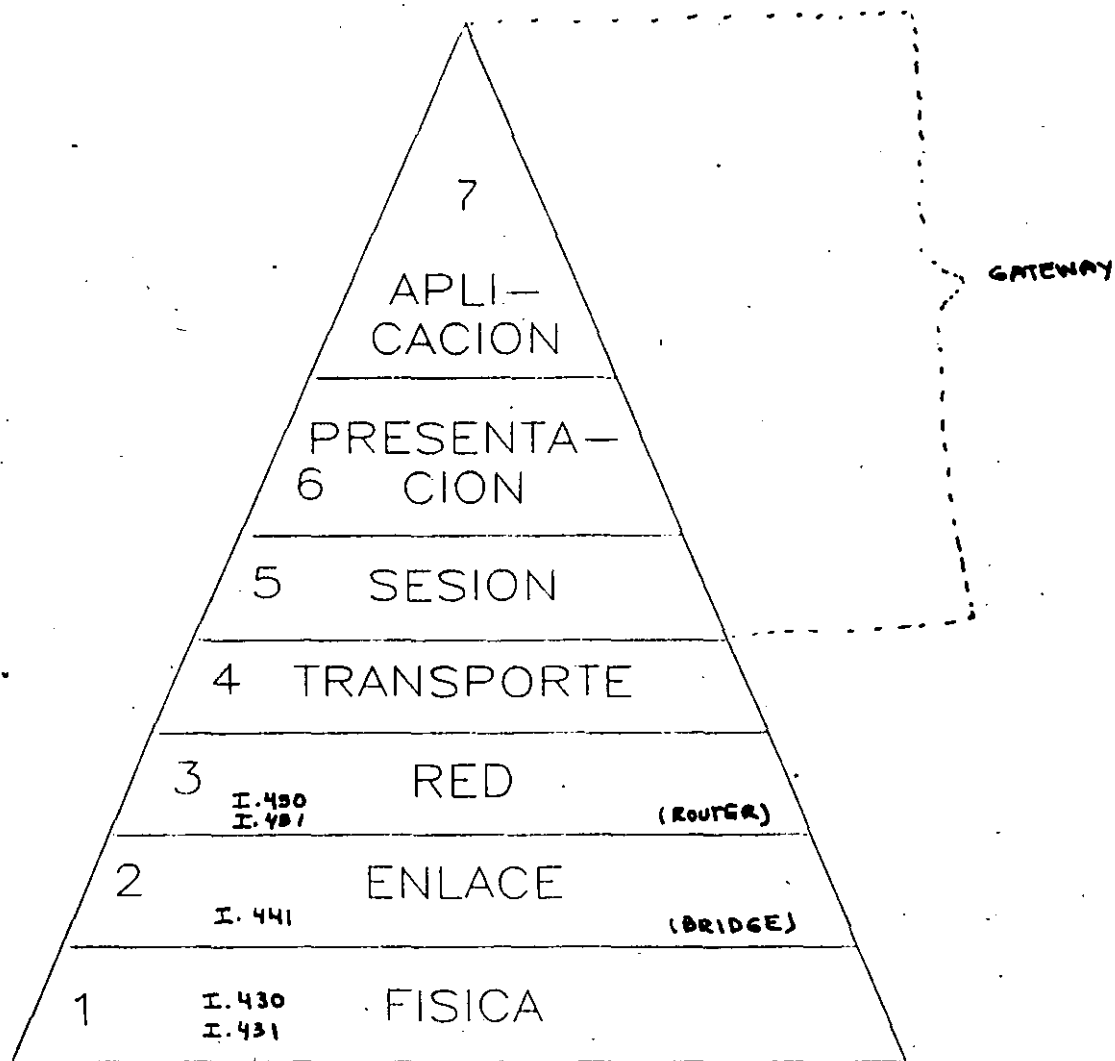 7
APLI-
CACION
GATEWAY
PRESENTA-
6 CION
5 SESION
4 TRANSPORTE
3 RED
I.450
I.451
(ROUTER)
2 ENLACE
I.441
(BRIDGE)
1 FISICA
I.430
I.431